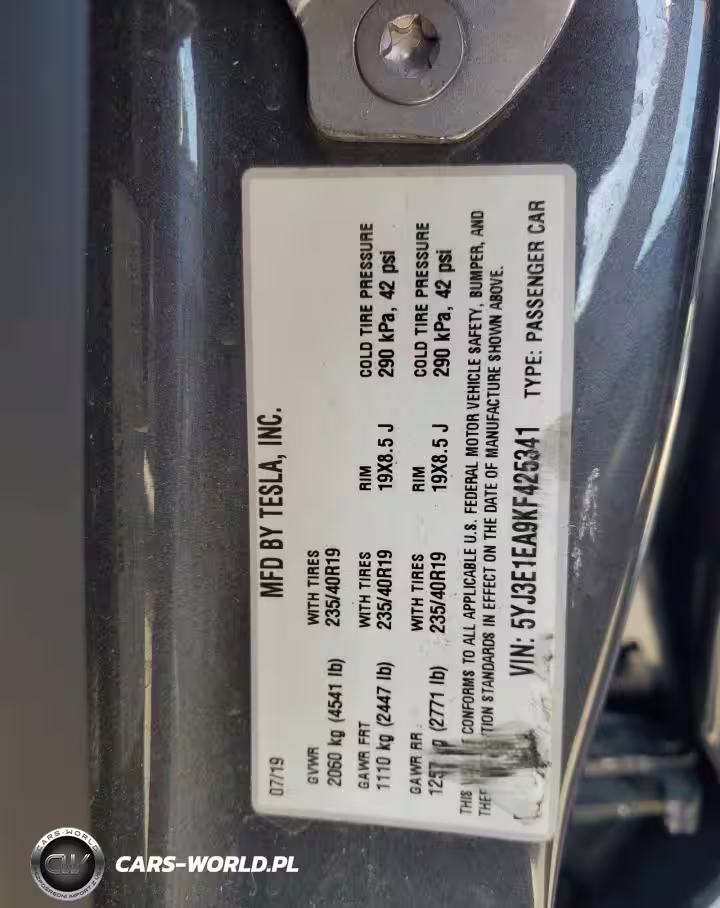 MFD BY TESLA, INC.
07/19
GVWR WITH TIRES
2060 kg (4541 lb) 235/40R19
GAWR FRT WITH TIRES RIM COLD TIRE PRESSURE
1110 kg (2447 lb) 235/40R19 19X8.5 J 290 kPa, 42 psi
GAWR RR WITH TIRES RIM COLD TIRE PRESSURE
(2771 lb) 235/40R19 19X8.5 J 290 kPa, 42 psi
THIS CONFORMS TO ALL APPLICABLE U.S. FEDERAL MOTOR VEHICLE SAFETY, BUMPER, AND
STANDARDS IN EFFECT ON THE DATE OF MANUFACTURE SHOWN ABOVE.
VIN: 5YJ3E1EA9KF425341 TYPE: PASSENGER CAR
CARS-WORLD
CW
CARS-WORLD.PL